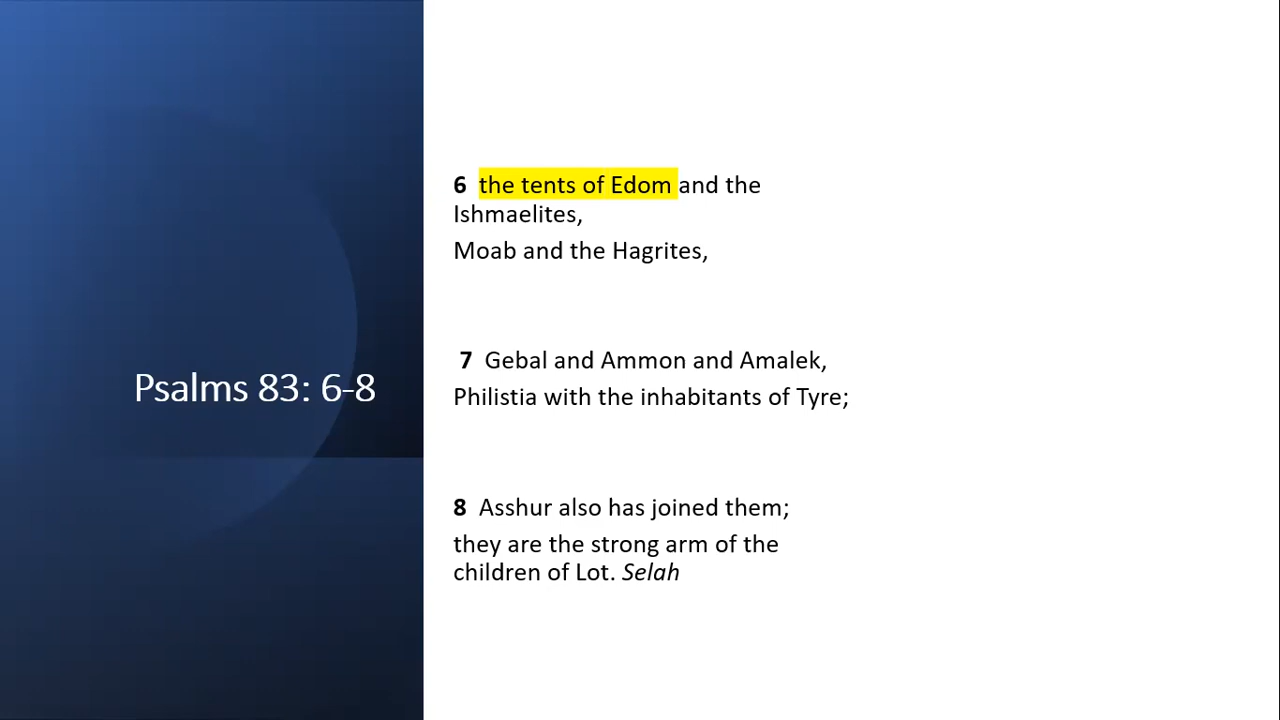 Psalms 83: 6-8
6 the tents of Edom and the
Ishmaelites,
Moab and the Hagrites,
7 Gebal and Ammon and Amalek,
Philistia with the inhabitants of Tyre;
8 Asshur also has joined them;
they are the strong arm of the
children of Lot. Selah